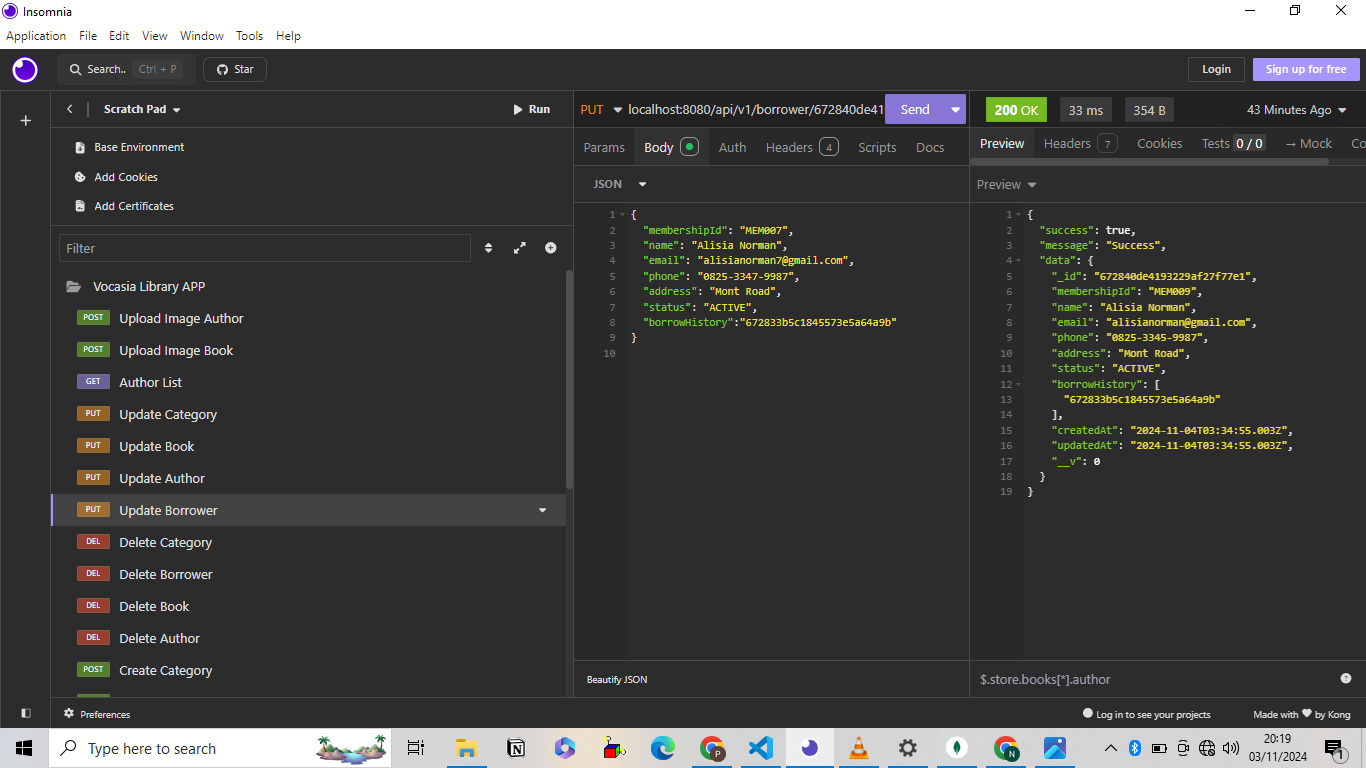 Insomnia
Application File Edit View Window Tools Help
Search.. Ctrl + P
Star
Login
Sign up for free
Scratch Pad
Run
Base Environment
Add Cookies
Add Certificates
Filter
Vocasia Library APP
POST Upload Image Author
POST Upload Image Book
GET Author List
PUT Update Category
PUT Update Book
PUT Update Author
PUT Update Borrower
DEL Delete Category
DEL Delete Borrower
DEL Delete Book
DEL Delete Author
POST Create Category
Preferences
PUT localhost:8080/api/v1/borrower/672840de41 Send
Params Body Auth Headers 4 Scripts Docs
JSON
1 {
2 "membershipId": "MEM007",
3 "name": "Alisia Norman",
4 "email": "alisianorman7@gmail.com",
5 "phone": "0825-3347-9987",
6 "address": "Mont Road",
7 "status": "ACTIVE",
8 "borrowHistory":"672833b5c1845573e5a64a9b"
9 }
10
Beautify JSON
200 OK 33 ms 354 B 43 Minutes Ago
Preview Headers 7 Cookies Tests 0 / 0 → Mock Co
Preview
1 {
2 "success": true,
3 "message": "Success",
4 "data": {
5 "_id": "672840de4193229af27f77e1",
6 "membershipId": "MEM009",
7 "name": "Alisia Norman",
8 "email": "alisianorman@gmail.com",
9 "phone": "0825-3345-9987",
10 "address": "Mont Road",
11 "status": "ACTIVE",
12 "borrowHistory": [
13 "672833b5c1845573e5a64a9b"
14 ],
15 "createdAt": "2024-11-04T03:34:55.003Z",
16 "updatedAt": "2024-11-04T03:34:55.003Z",
17 "__v": 0
18 }
19 }
$.store.books[*].author
Log in to see your projects
Made with ❤ by Kong
Type here to search
P
N
20:19
03/11/2024
1